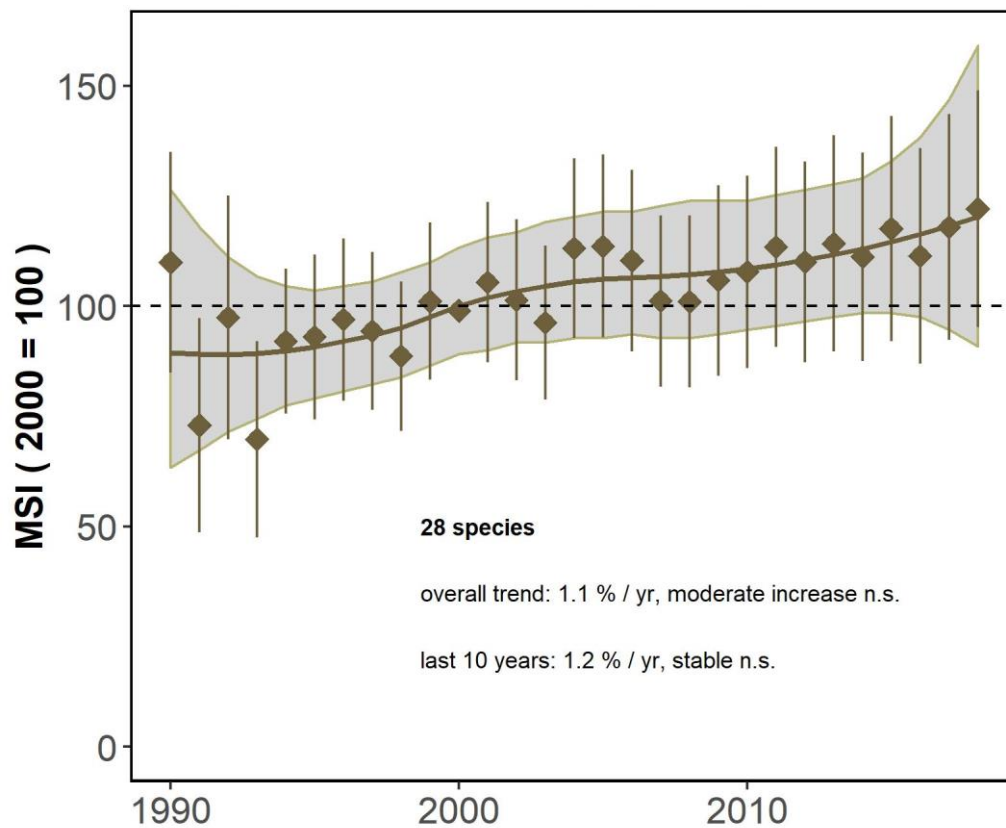 MSI ( 2000 = 100 )
150
100
50
0
28 species
overall trend: 1.1 % / yr, moderate increase n.s.
last 10 years: 1.2 % / yr, stable n.s.
1990 2000 2010